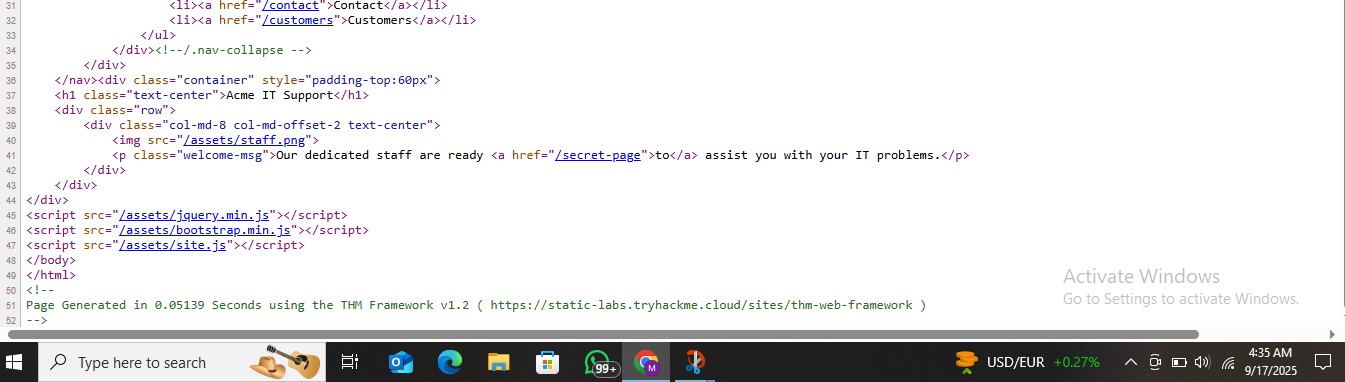 31 <li><a href="/contact">Contact</a></li>
32 <li><a href="/customers">Customers</a></li>
33 </ul>
34 </div><!--/.nav-collapse -->
35 </div>
36 </nav><div class="container" style="padding-top:60px">
37 <h1 class="text-center">Acme IT Support</h1>
38 <div class="row">
39 <div class="col-md-8 col-md-offset-2 text-center">
40 <img src="/assets/staff.png">
41 <p class="welcome-msg">Our dedicated staff are ready <a href="/secret-page">to</a> assist you with your IT problems.</p>
42 </div>
43 </div>
44 </div>
45 <script src="/assets/jquery.min.js"></script>
46 <script src="/assets/bootstrap.min.js"></script>
47 <script src="/assets/site.js"></script>
48 </body>
49 </html>
50 <!--
51 Page Generated in 0.05139 Seconds using the THM Framework v1.2 ( https://static-labs.tryhackme.cloud/sites/thm-web-framework )
52 -->
Activate Windows
Go to Settings to activate Windows.
Type here to search
99+
M
USD/EUR +0.27%
4:35 AM
9/17/2025